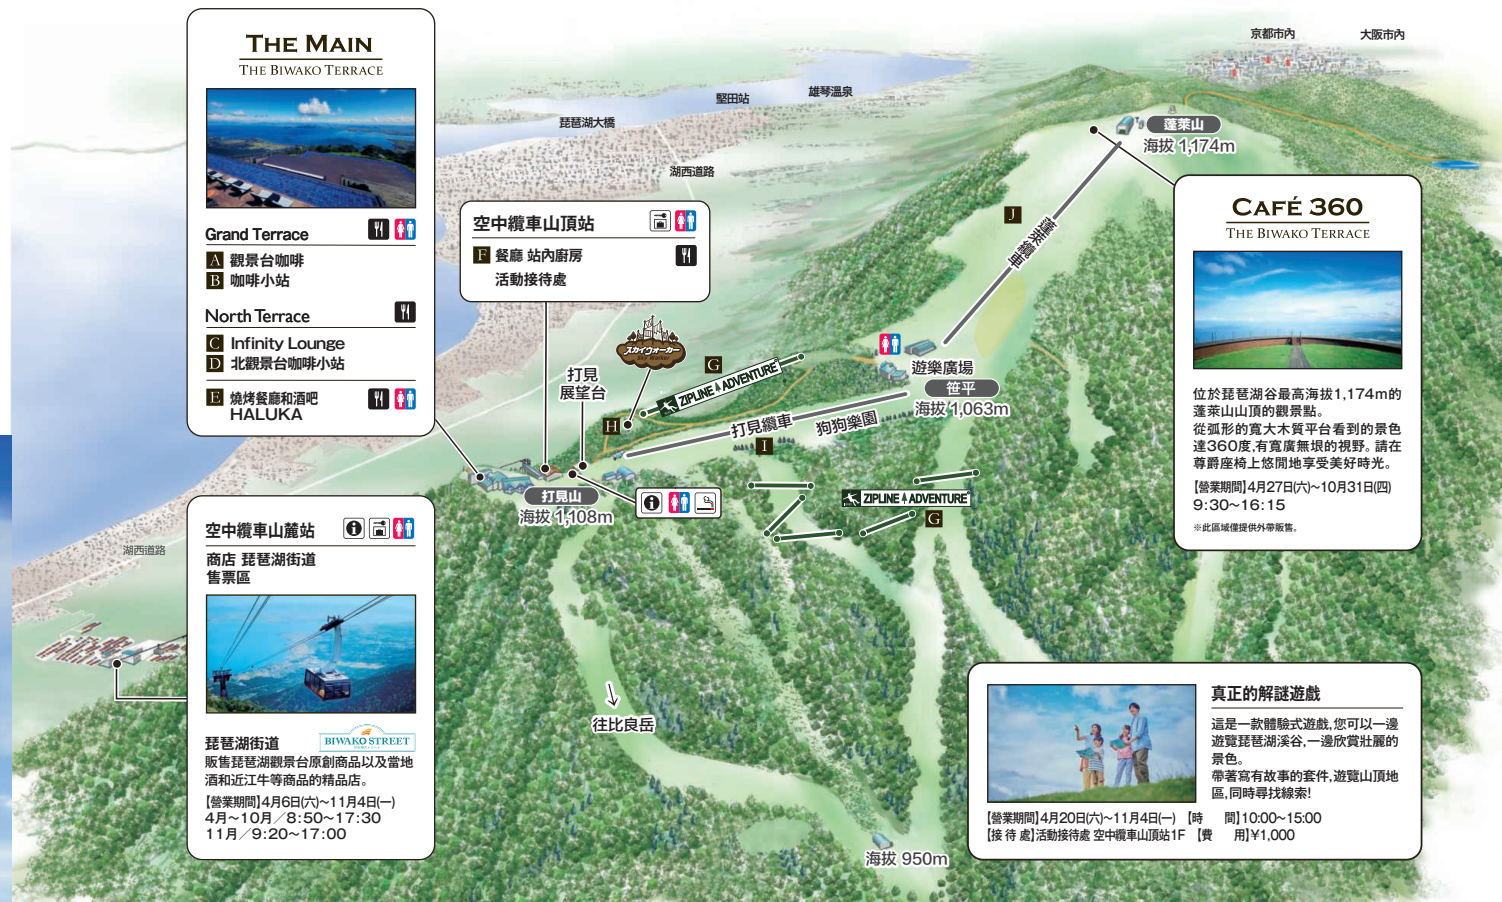 THE MAIN
THE BIWAKO TERRACE
Grand Terrace
A 觀景台咖啡
B 咖啡小站
North Terrace
C Infinity Lounge
D 北觀景台咖啡小站
E 燒烤餐廳和酒吧
HALUKA
空中纜車山頂站
F 餐廳 站內廚房
活動接待處
琵琶湖大橋
堅田站
雄琴溫泉
湖西道路
京都市內
大阪市內
蓬萊山
海拔 1,174m
J
蓬萊纜車
CAFÉ 360
THE BIWAKO TERRACE
位於琵琶湖谷最高海拔1,174m的
蓬萊山山頂的觀景點。
從弧形的寬大木質平台看到的景色
達360度,有寬廣無垠的視野。請在
尊爵座椅上悠閒地享受美好時光。
【營業期間】4月27日(六)~10月31日(四)
9:30~16:15
※此區域僅提供外帶販售。
スカイウォーカー
Sky Walker
G
ZIPLINE ADVENTURE
打見
展望台
H
遊樂廣場
笹平
海拔 1,063m
打見纜車
狗狗樂園
I
打見山
海拔 1,108m
ZIPLINE ADVENTURE
G
湖西道路
空中纜車山麓站
商店 琵琶湖街道
售票區
琵琶湖街道
BIWAKO STREET
販售琵琶湖觀景台原創商品以及當地
酒和近江牛等商品的精品店。
【營業期間】4月6日(六)~11月4日(一)
4月~10月／8:50~17:30
11月／9:20~17:00
往比良岳
海拔 950m
真正的解謎遊戲
這是一款體驗式遊戲,您可以一邊
遊覽琵琶湖溪谷,一邊欣賞壯麗的
景色。
帶著寫有故事的套件,遊覽山頂地
區,同時尋找線索!
【營業期間】4月20日(六)~11月4日(一) 【時 間】10:00~15:00
【接 待 處】活動接待處 空中纜車山頂站1F 【費 用】¥1,000